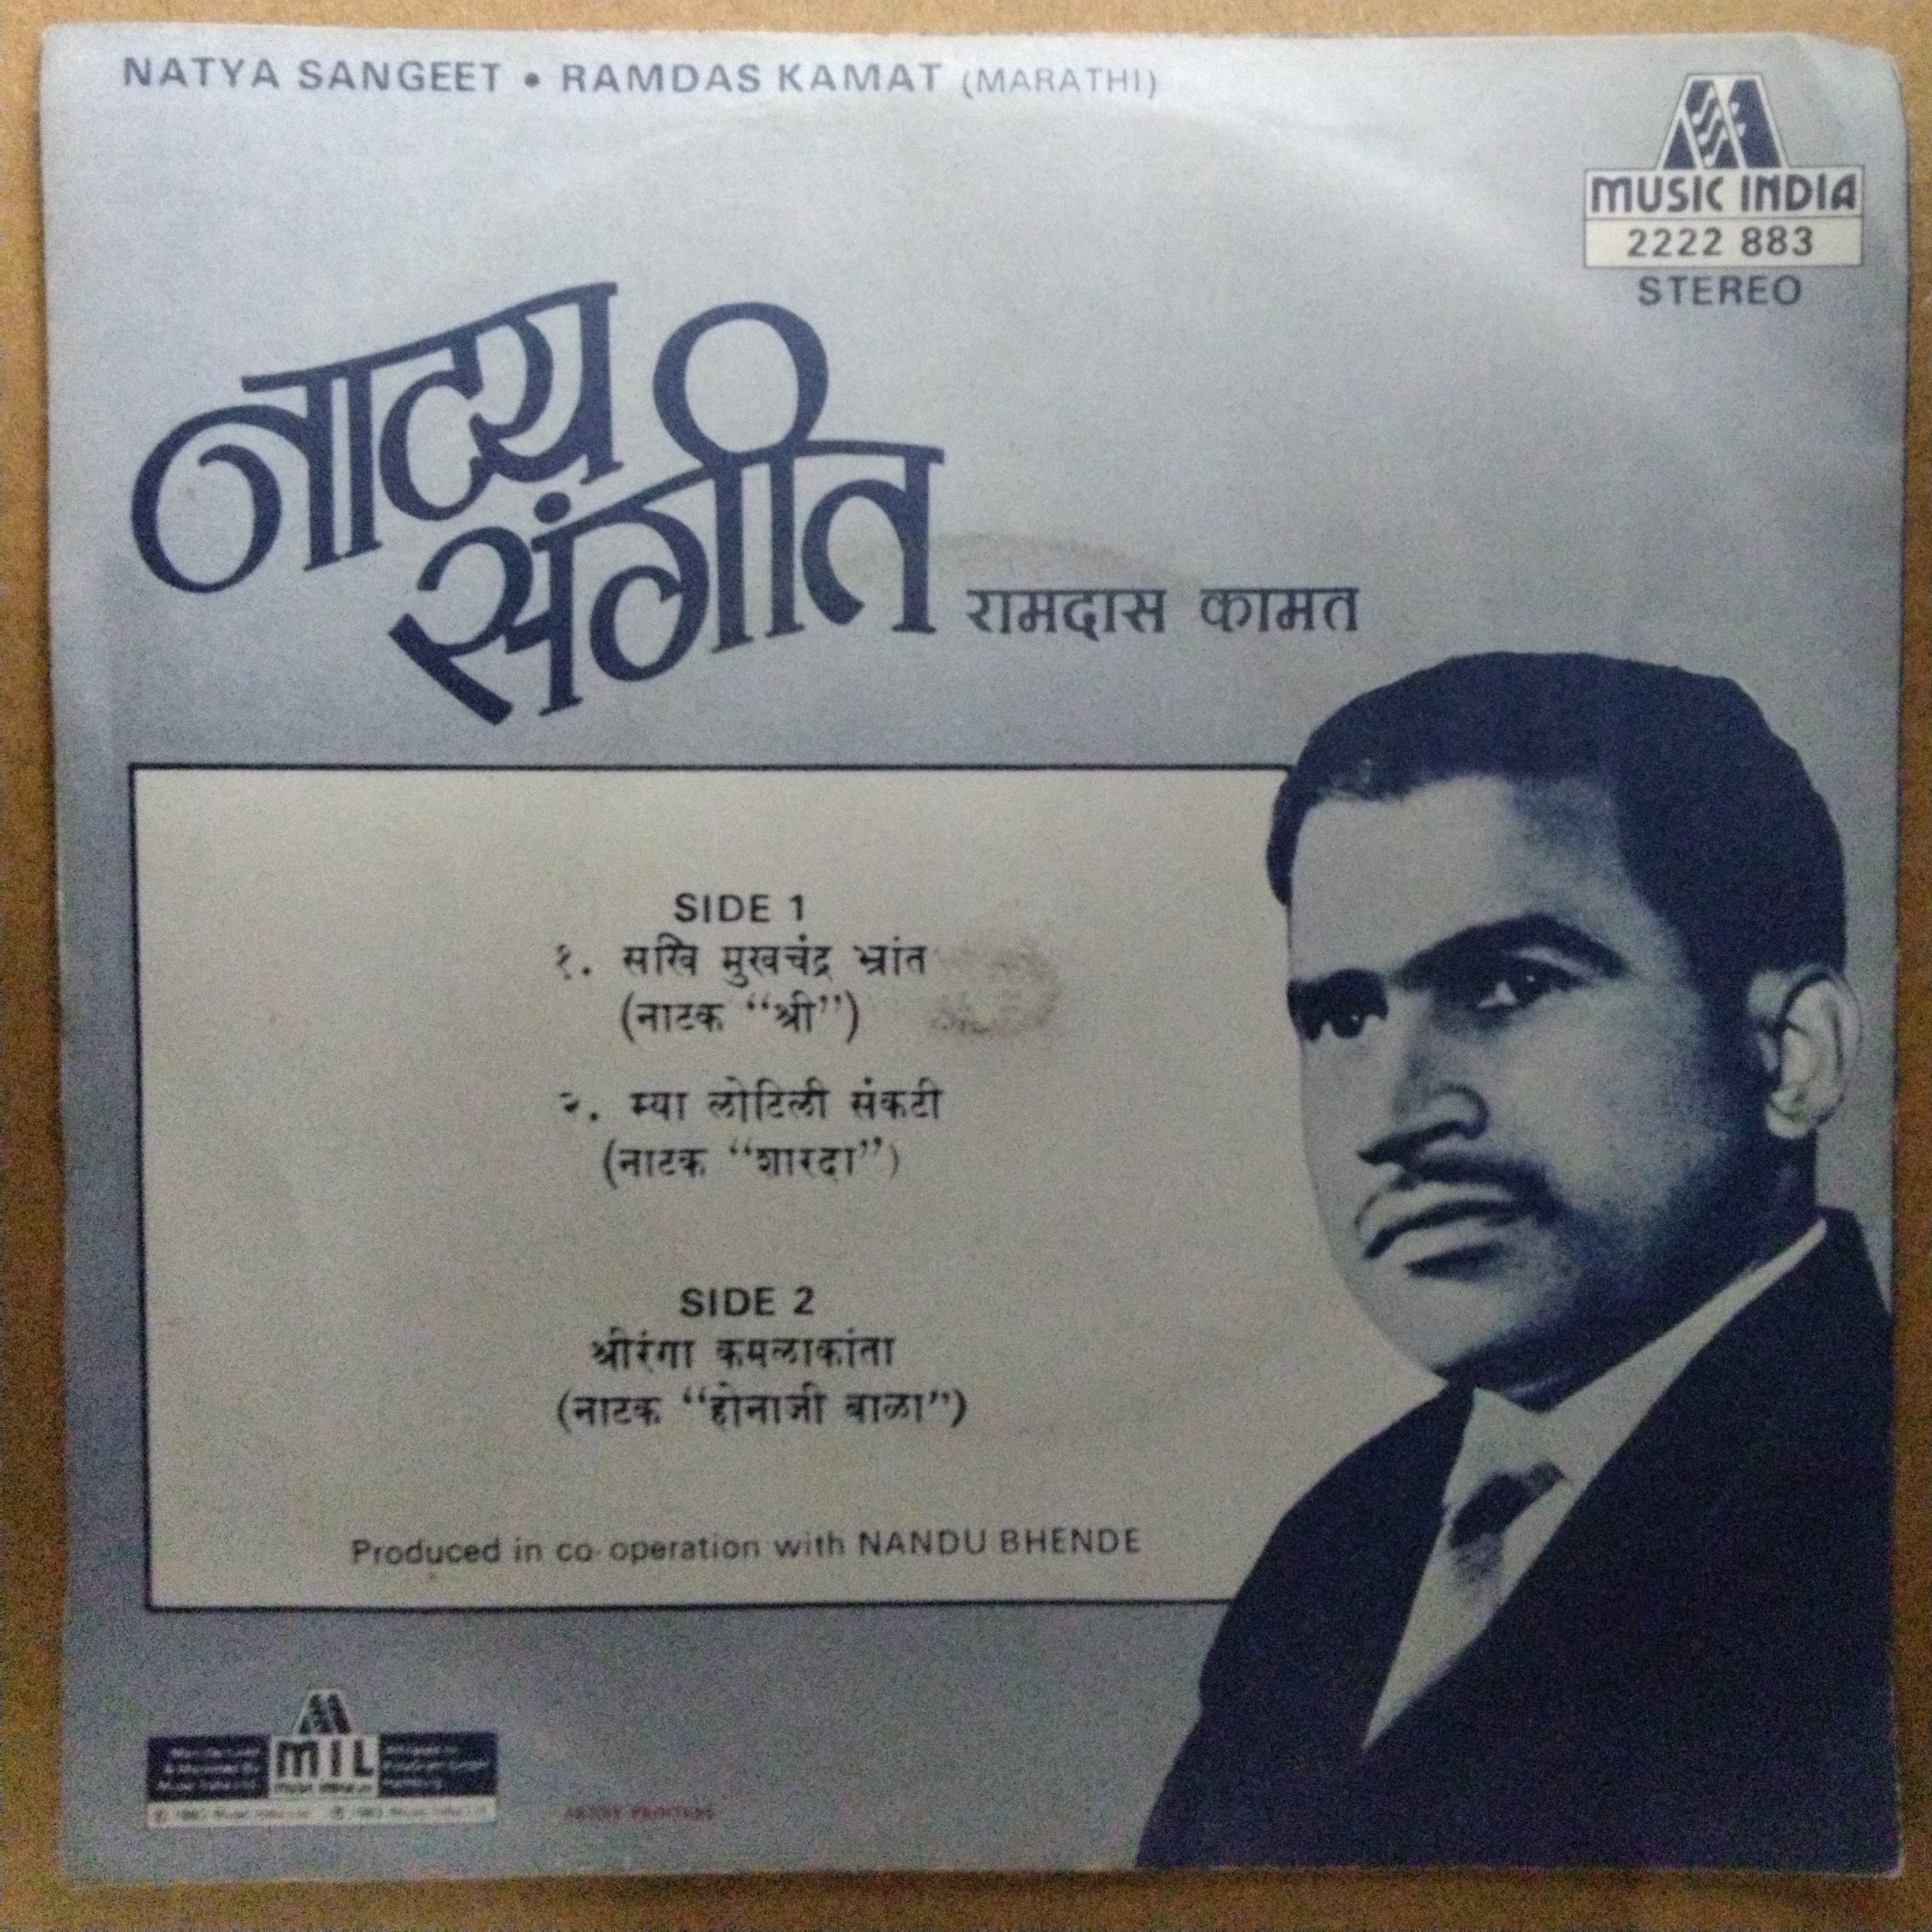 NATYA SANGEET • RAMDAS KAMAT (MARATHI)
MUSIC INDIA
2222 883
STEREO
नाट्य
संगीत
रामदास कामत
SIDE 1
१. सखि मुखचंद्र भ्रांत
(नाटक “श्री”)
२. म्या लोटिली संकटी
(नाटक “शारदा”)
SIDE 2
श्रीरंगा कमलाकांता
(नाटक “होनाजी बाळा”)
Produced in co-operation with NANDU BHENDE
MIL